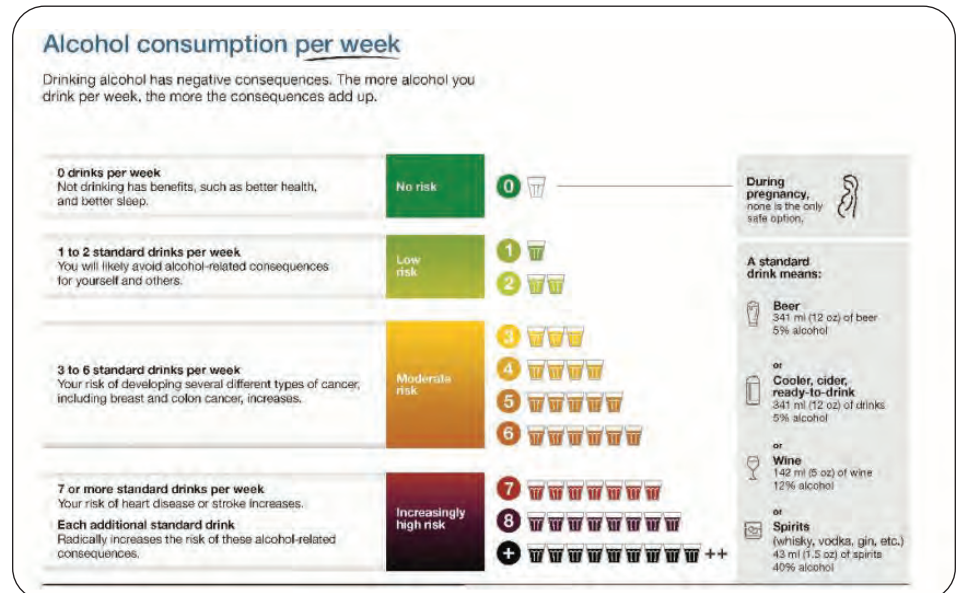 Alcohol consumption per week
Drinking alcohol has negative consequences. The more alcohol you
drink per week, the more the consequences add up.
0 drinks per week
Not drinking has benefits, such as better health,
and better sleep.
No risk
0
During
pregnancy,
none is the only
safe option.
1 to 2 standard drinks per week
You will likely avoid alcohol-related consequences
for yourself and others.
Low
risk
1
2
3 to 6 standard drinks per week
Your risk of developing several different types of cancer,
including breast and colon cancer, increases.
Moderate
risk
3
4
5
6
7 or more standard drinks per week
Your risk of heart disease or stroke increases.
Each additional standard drink
Radically increases the risk of these alcohol-related
consequences.
Increasingly
high risk
7
8
+
++
A standard
drink means:
Beer
341 ml (12 oz) of beer
5% alcohol
or
Cooler, cider,
ready-to-drink
341 ml (12 oz) of drinks
5% alcohol
or
Wine
142 ml (5 oz) of wine
12% alcohol
or
Spirits
(whisky, vodka, gin, etc.)
43 ml (1.5 oz) of spirits
40% alcohol